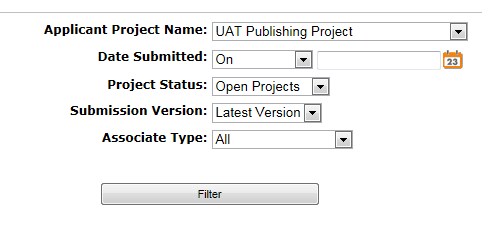 Applicant Project Name: UAT Publishing Project
Date Submitted: On 23
Project Status: Open Projects
Submission Version: Latest Version
Associate Type: All
Filter